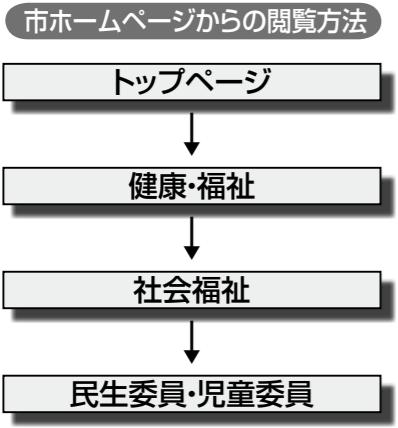 市ホームページからの閲覧方法
トップページ
健康・福祉
社会福祉
民生委員・児童委員